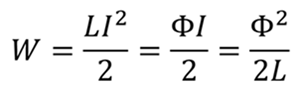 W = LI²/2 = ΦI/2 = Φ²/2L